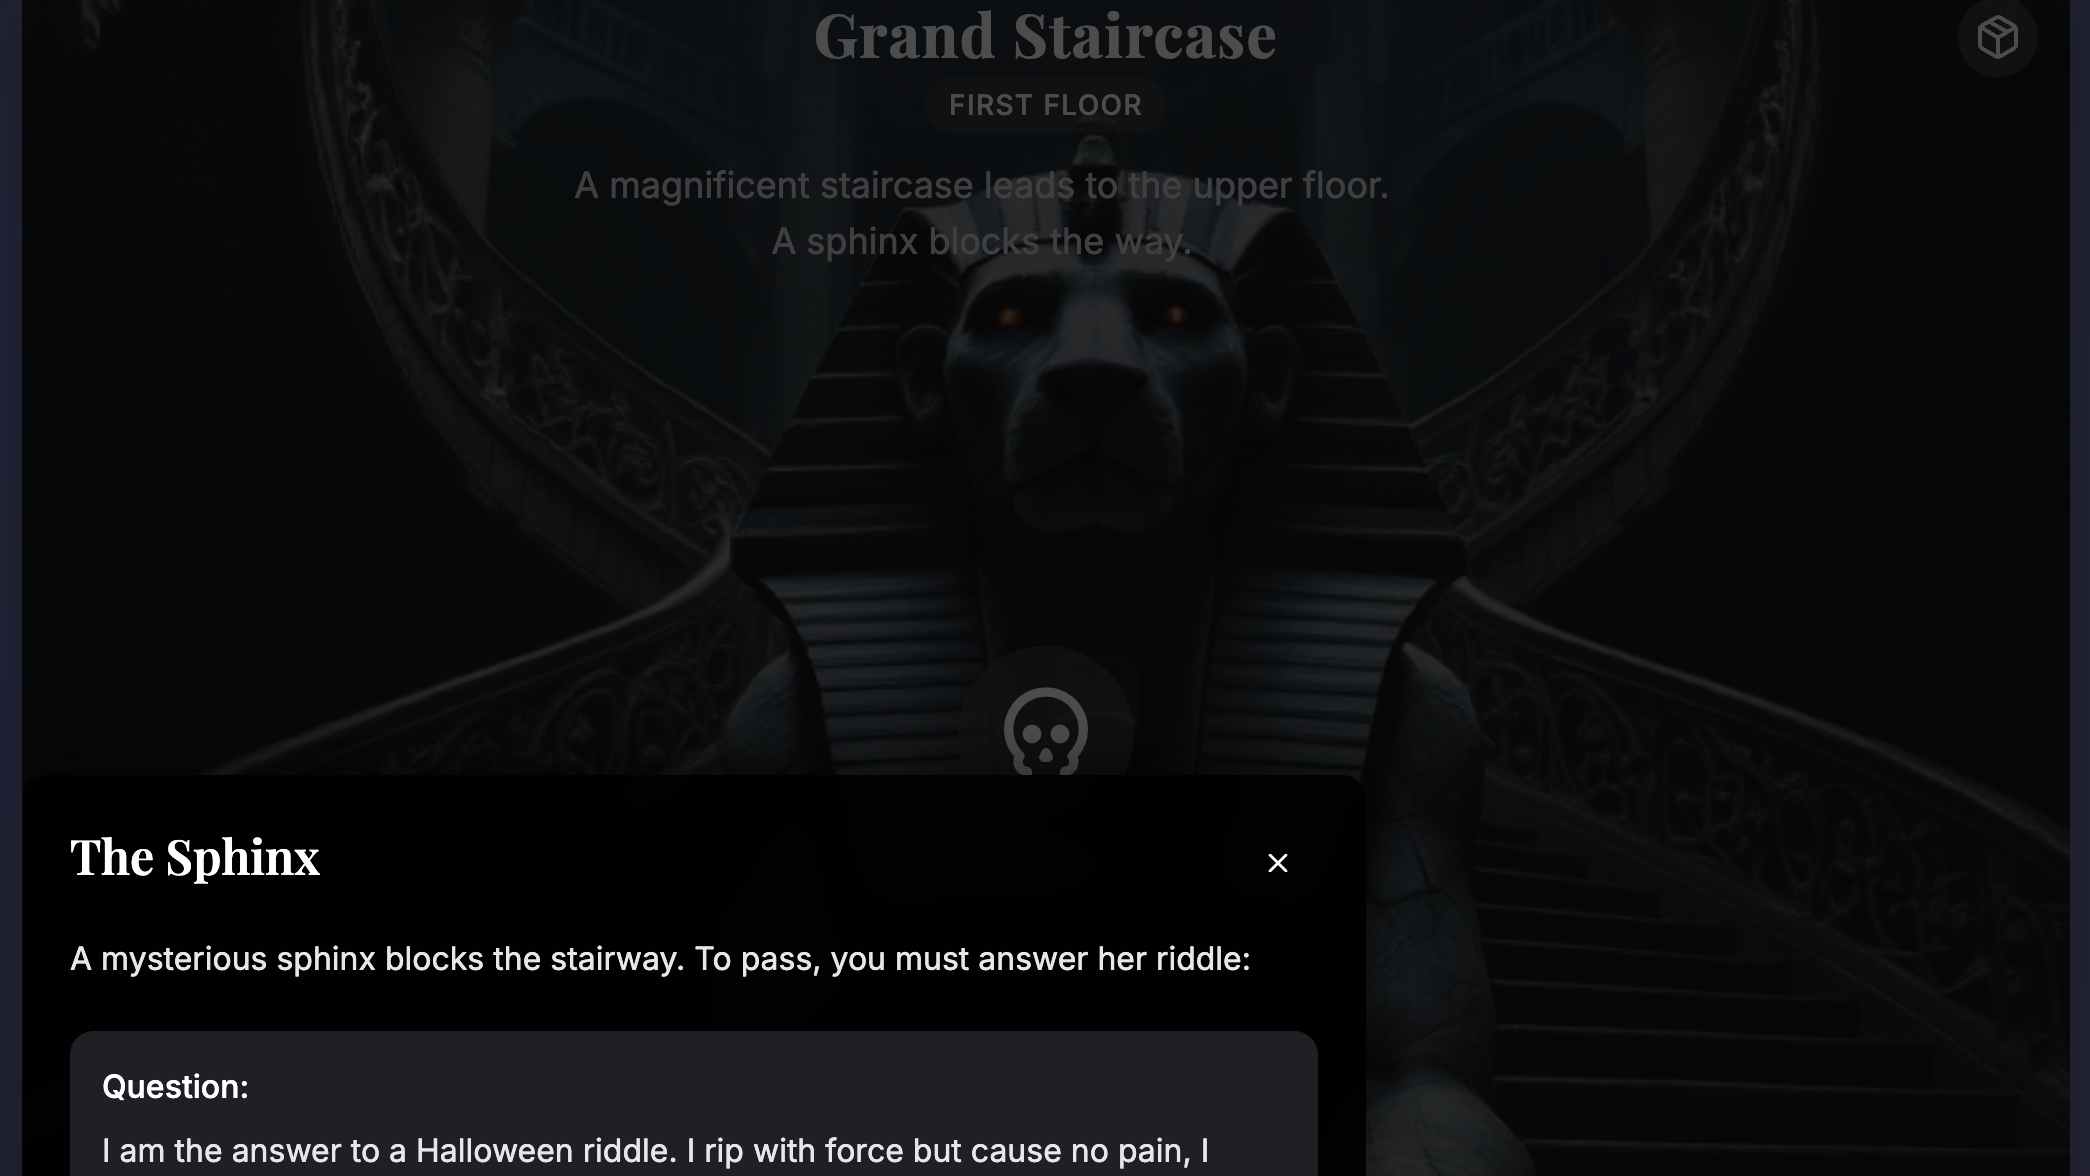 Grand Staircase
FIRST FLOOR
A magnificent staircase leads to the upper floor.
A sphinx blocks the way.
The Sphinx
A mysterious sphinx blocks the stairway. To pass, you must answer her riddle:
Question:
I am the answer to a Halloween riddle. I rip with force but cause no pain, I